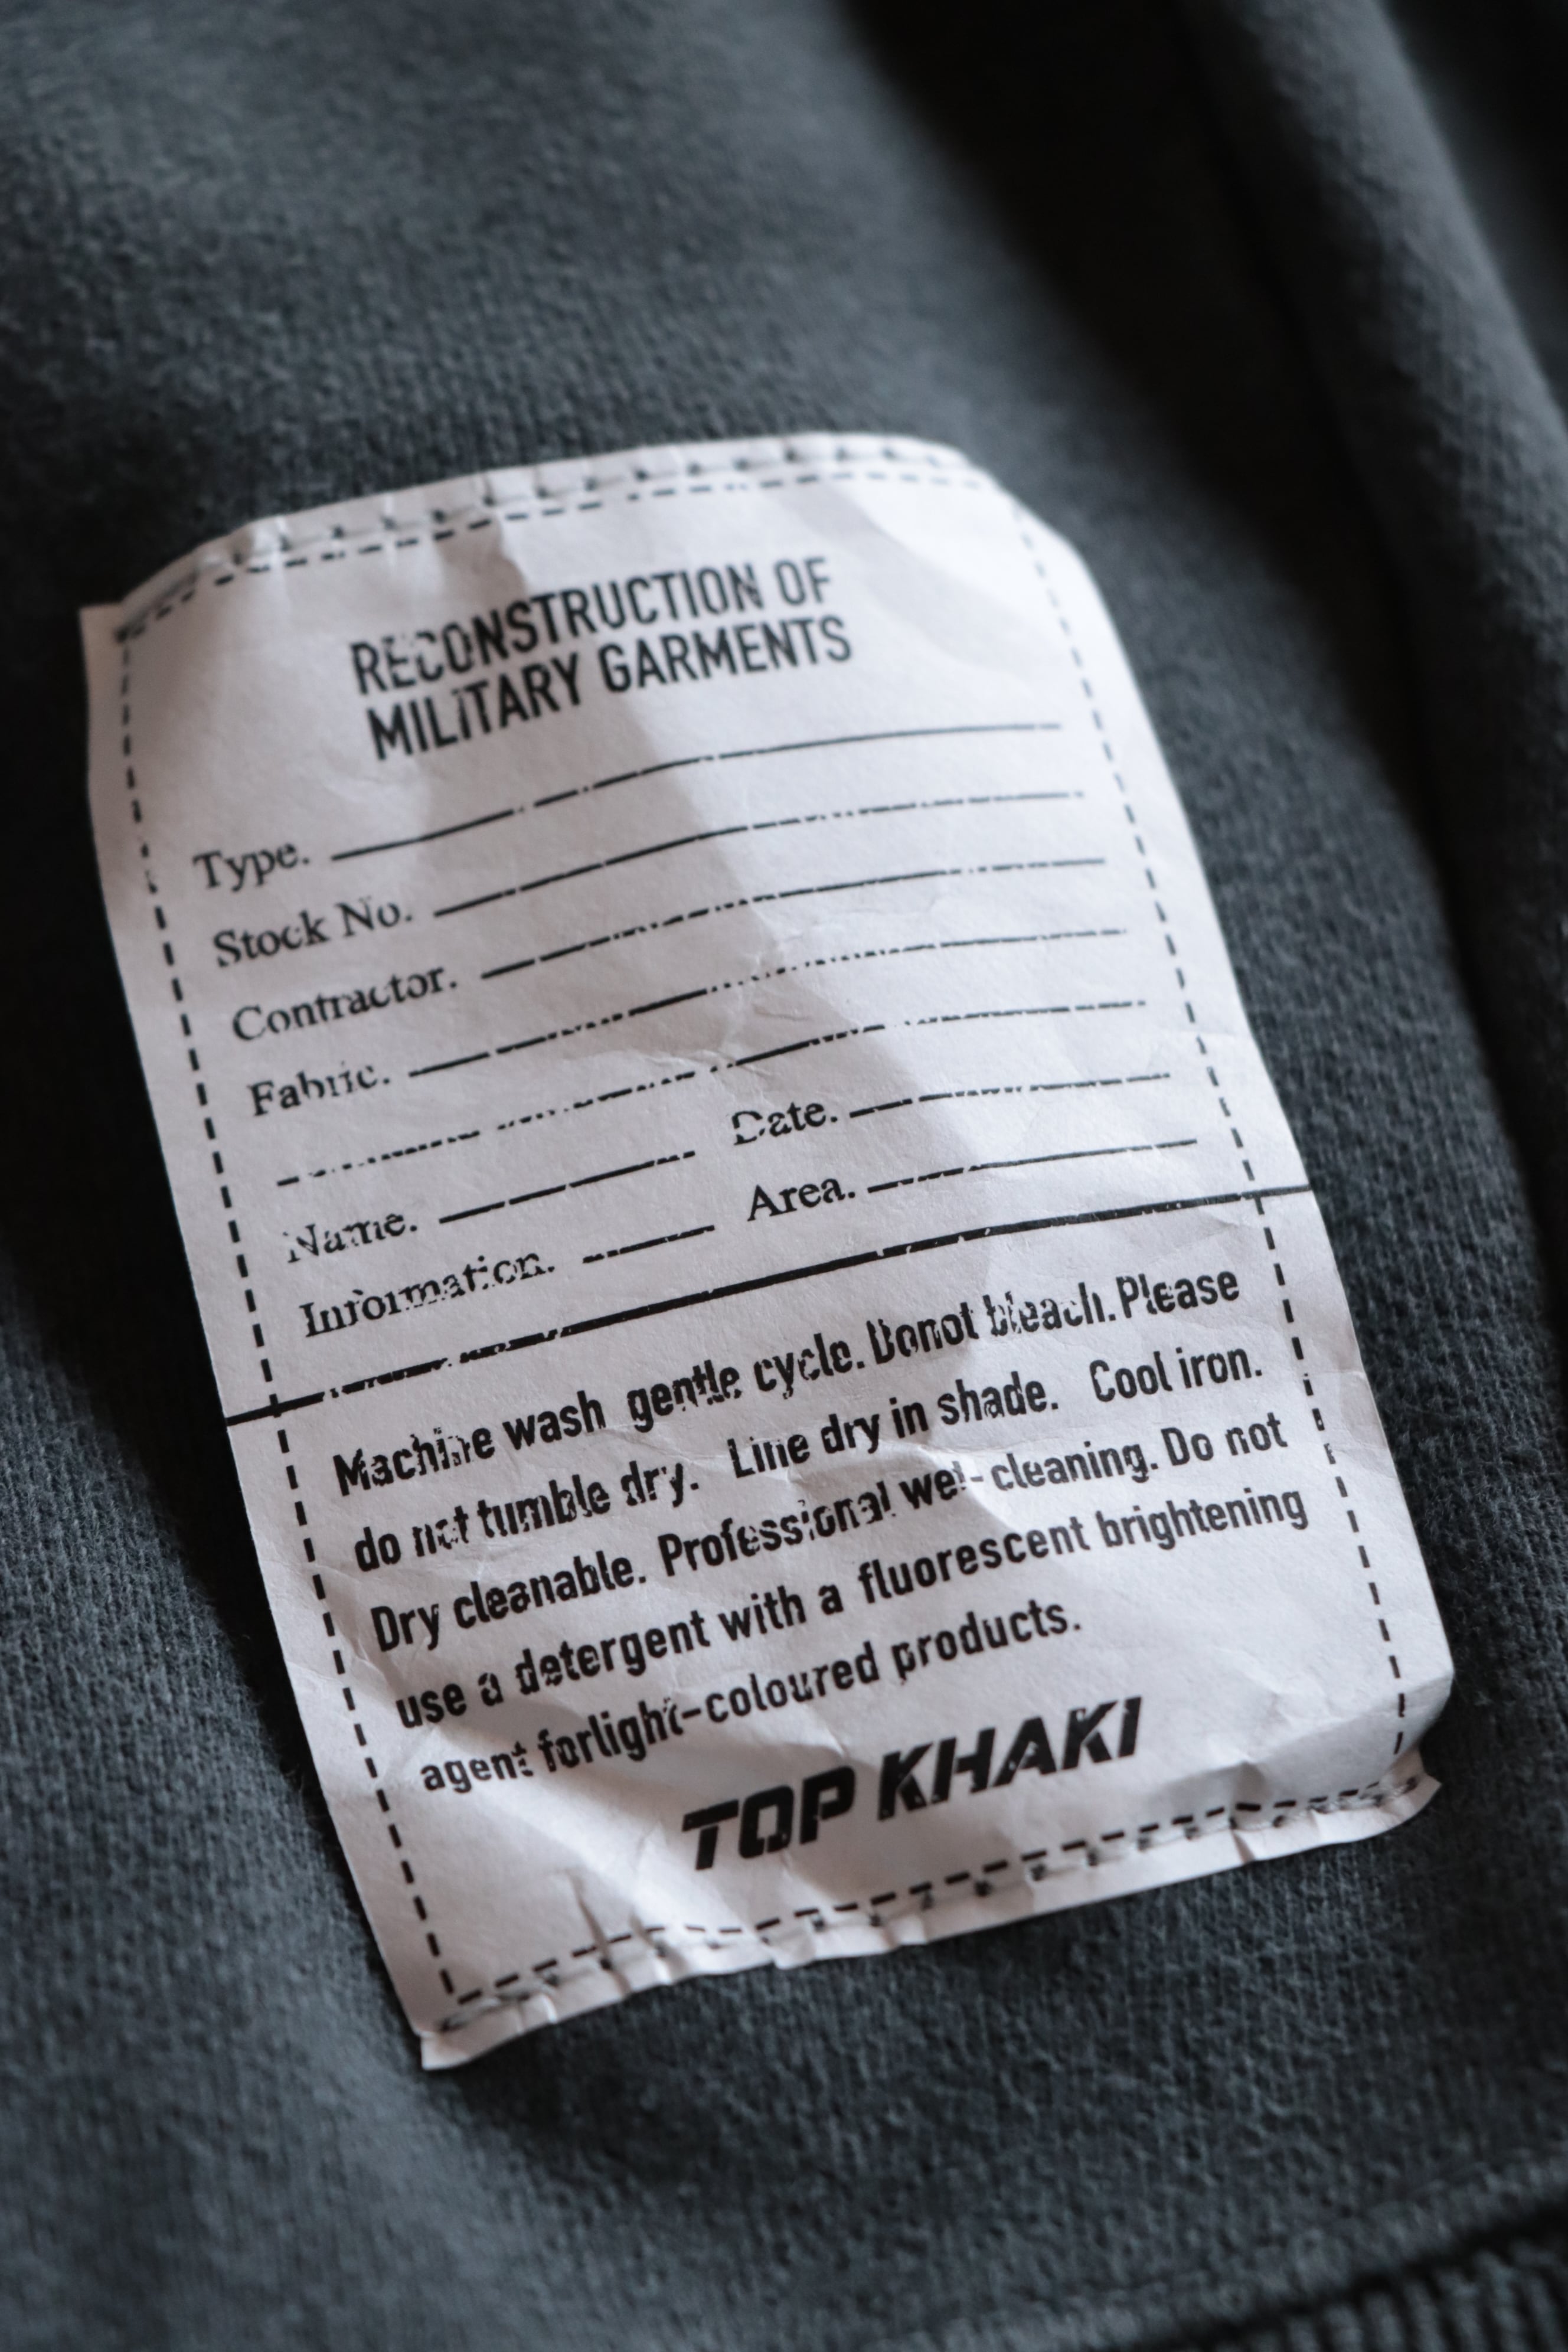 RECONSTRUCTION OF
MILITARY GARMENTS
Type.
Stock No.
Contractor.
Fabric.
Name. Date.
Information. Area.
Machine wash gentle cycle. Donot bleach. Please
do not tumble dry. Line dry in shade. Cool iron.
Dry cleanable. Professional wet-cleaning. Do not
use a detergent with a fluorescent brightening
agent forlight-coloured products.
TOP KHAKI